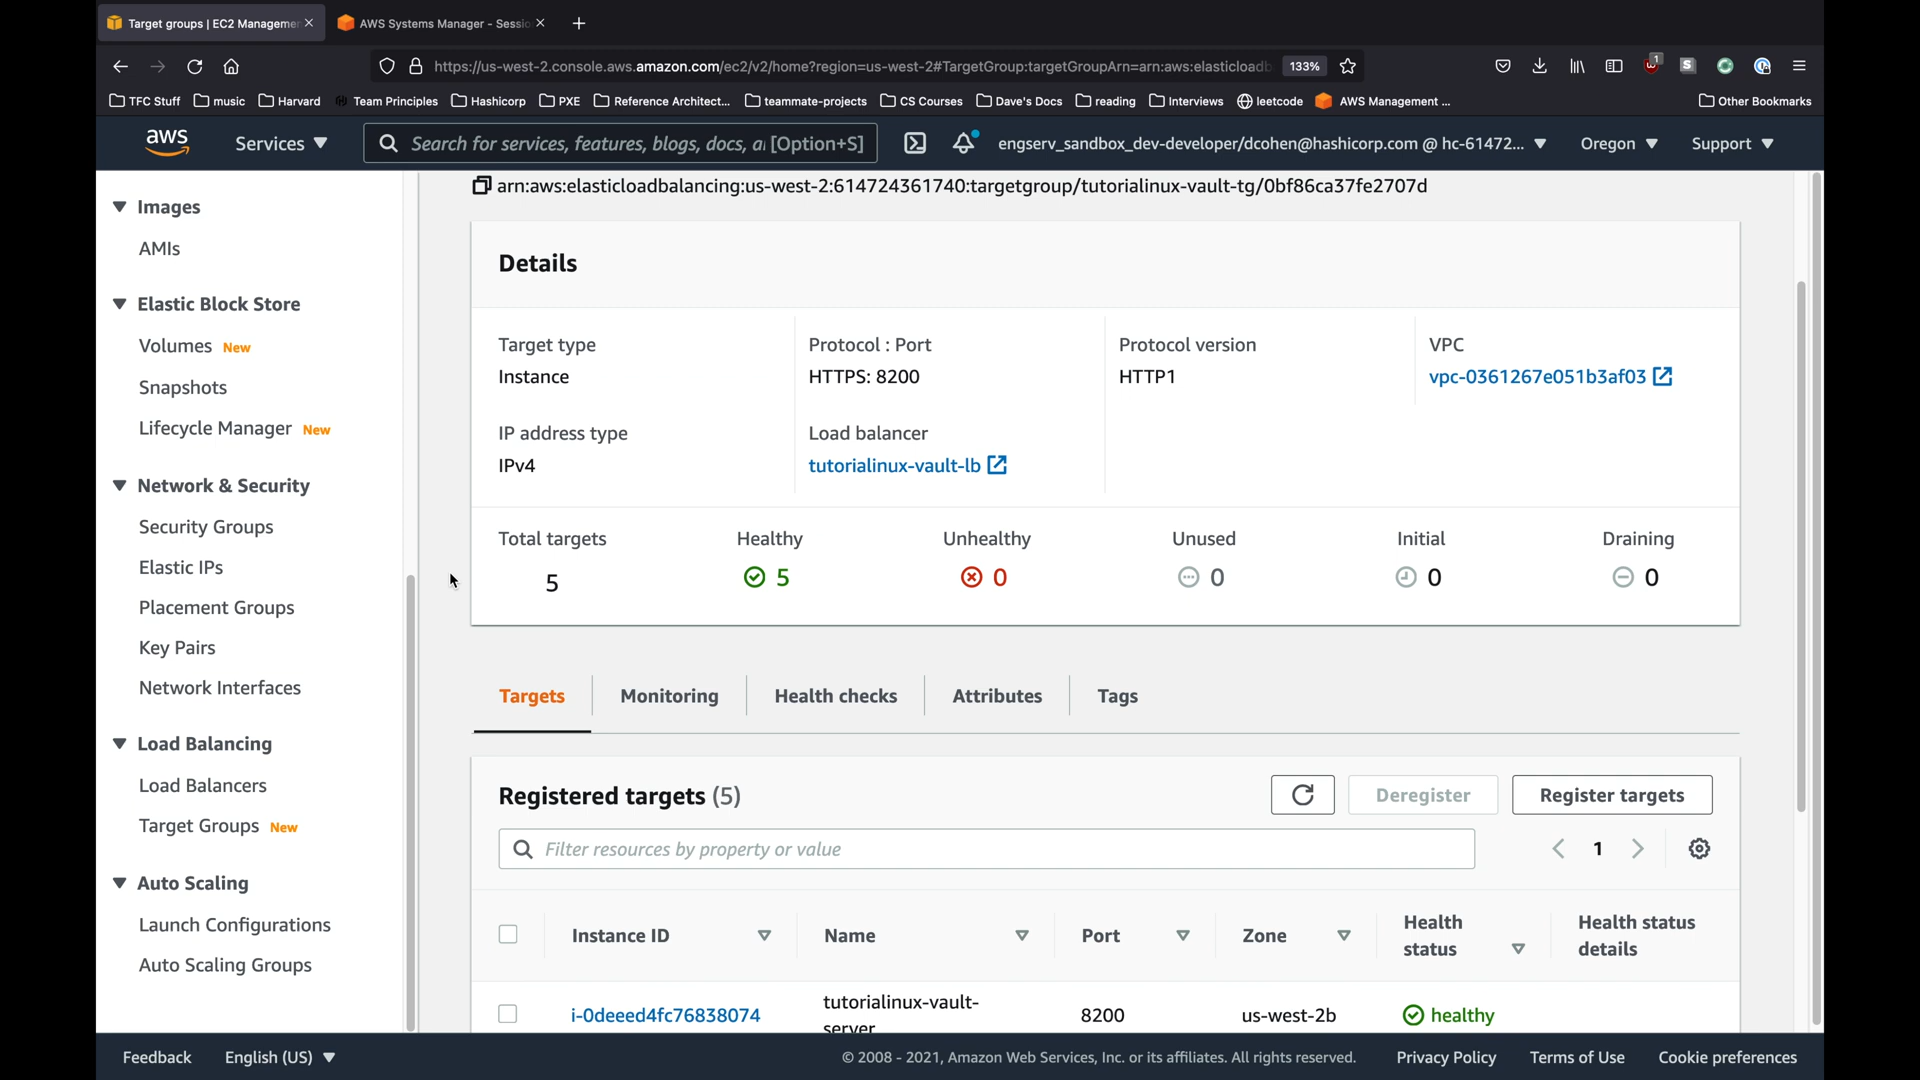 Target groups | EC2 Managemen
AWS Systems Manager - Sessio
https://us-west-2.console.aws.amazon.com/ec2/v2/home?region=us-west-2#TargetGroup:targetGroupArn=arn:aws:elasticloadb
133%
1
S
TFC Stuff
music
Harvard
Team Principles
Hashicorp
PXE
Reference Architect...
teammate-projects
CS Courses
Dave's Docs
reading
Interviews
leetcode
AWS Management ...
Other Bookmarks
aws
Services
Search for services, features, blogs, docs, a [Option+S]
engserv_sandbox_dev-developer/dcohen@hashicorp.com @ hc-61472...
Oregon
Support
Images
AMIs
Elastic Block Store
Volumes New
Snapshots
Lifecycle Manager New
Network & Security
Security Groups
Elastic IPs
Placement Groups
Key Pairs
Network Interfaces
Load Balancing
Load Balancers
Target Groups New
Auto Scaling
Launch Configurations
Auto Scaling Groups
arn:aws:elasticloadbalancing:us-west-2:614724361740:targetgroup/tutorialinux-vault-tg/0bf86ca37fe2707d
Details
Target type
Instance
Protocol : Port
HTTPS: 8200
Protocol version
HTTP1
VPC
vpc-0361267e051b3af03
IP address type
IPv4
Load balancer
tutorialinux-vault-lb
Total targets
5
Healthy
5
Unhealthy
0
Unused
0
Initial
0
Draining
0
Targets
Monitoring
Health checks
Attributes
Tags
Registered targets (5)
Deregister
Register targets
Filter resources by property or value
1
Instance ID
Name
Port
Zone
Health status
Health status details
i-0deeed4fc76838074
tutorialinux-vault-
server
8200
us-west-2b
healthy
Feedback
English (US)
© 2008 - 2021, Amazon Web Services, Inc. or its affiliates. All rights reserved.
Privacy Policy
Terms of Use
Cookie preferences